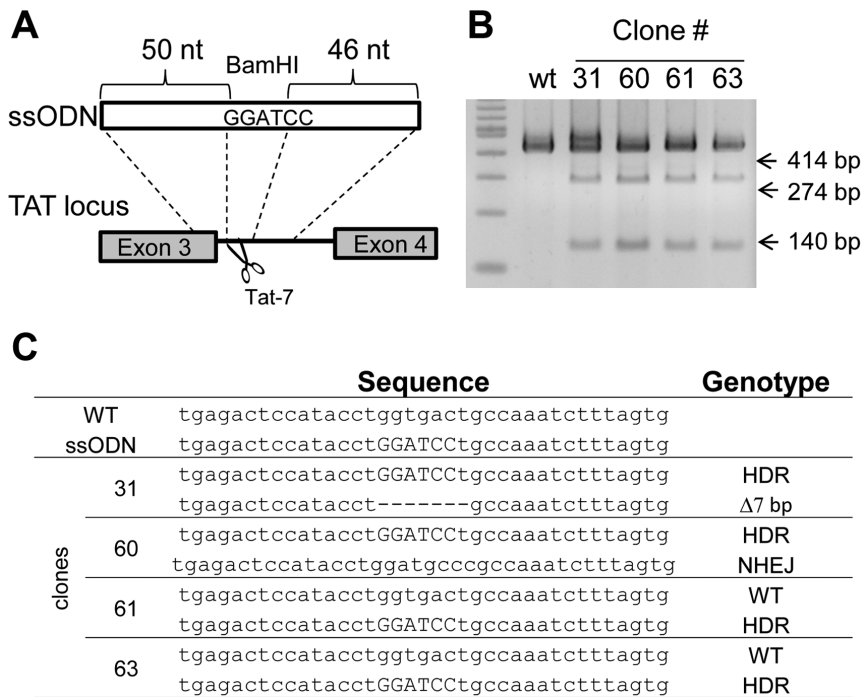 A
50 nt
BamHI
46 nt
ssODN
GGATCC
TAT locus
Exon 3
Exon 4
Tat-7
B
Clone #
wt 31 60 61 63
414 bp
274 bp
140 bp
C
Sequence Genotype
WT tgagactccatacctggtgactgccaaatctttagtg
ssODN tgagactccatacctGGATCCtgccaaatctttagtg
clones
31
tgagactccatacctGGATCCtgccaaatctttagtg HDR
tgagactccatacct-------gccaaatctttagtg Δ7 bp
60
tgagactccatacctGGATCCtgccaaatctttagtg HDR
tgagactccatacctggatgcccgccaaatctttagtg NHEJ
61
tgagactccatacctggtgactgccaaatctttagtg WT
tgagactccatacctGGATCCtgccaaatctttagtg HDR
63
tgagactccatacctggtgactgccaaatctttagtg WT
tgagactccatacctGGATCCtgccaaatctttagtg HDR